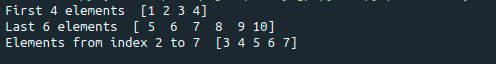 First 4 elements  [1 2 3 4]
Last 6 elements  [ 5  6  7  8  9 10]
Elements from index 2 to 7  [3 4 5 6 7]